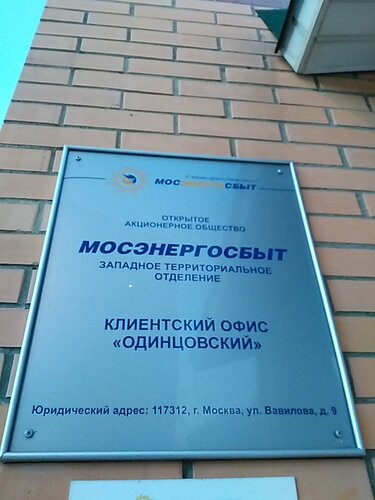 МОСЭНЕРГОСБЫТ
ОТКРЫТОЕ
АКЦИОНЕРНОЕ ОБЩЕСТВО
МОСЭНЕРГОСБЫТ
ЗАПАДНОЕ ТЕРРИТОРИАЛЬНОЕ
ОТДЕЛЕНИЕ
КЛИЕНТСКИЙ ОФИС
«ОДИНЦОВСКИЙ»
Юридический адрес: 117312, г. Москва, ул. Вавилова, д. 9